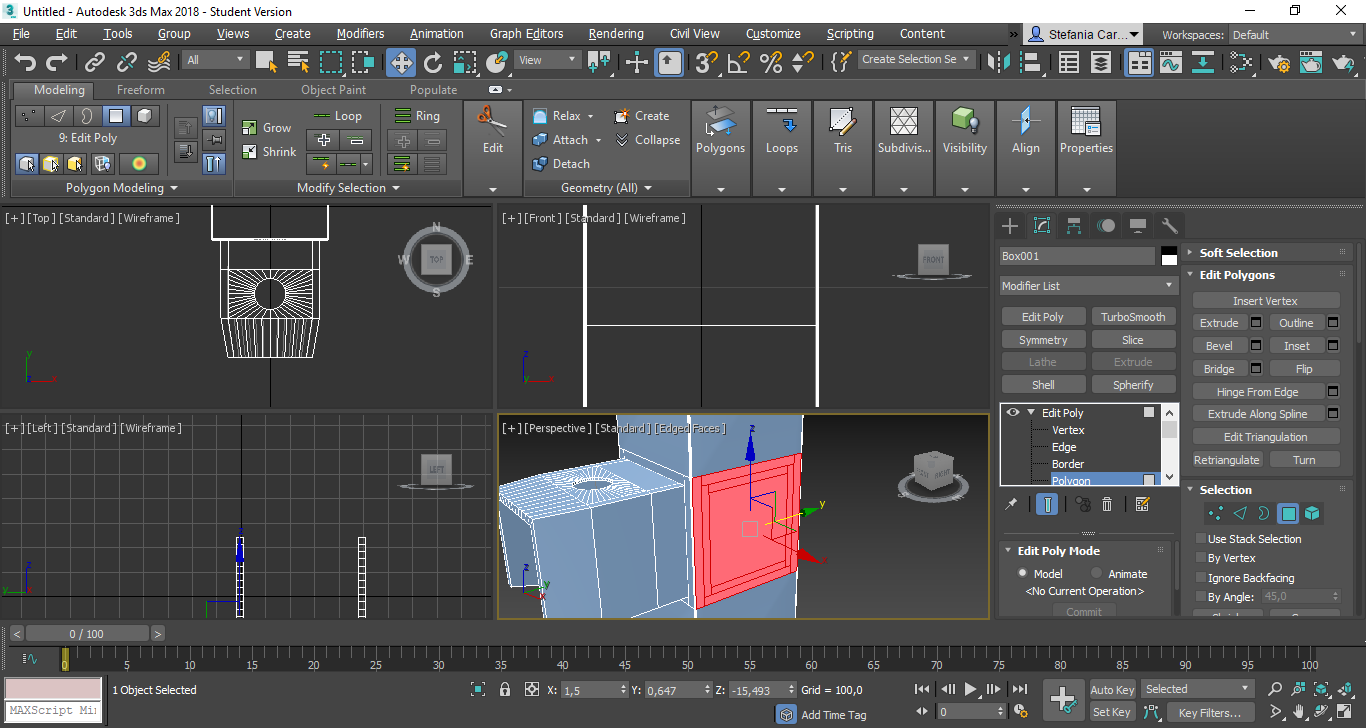 Untitled - Autodesk 3ds Max 2018 - Student Version
File Edit Tools Group Views Create Modifiers Animation Graph Editors Rendering Civil View Customize Scripting Content » Stefania Car... Workspaces: Default
All View Create Selection Se
Modeling Freeform Selection Object Paint Populate
9: Edit Poly
Polygon Modeling
Grow
Shrink
Loop
Ring
Modify Selection
Edit
Relax Create
Attach Collapse
Detach
Geometry (All)
Polygons Loops Tris Subdivis... Visibility Align Properties
[+] [Top] [Standard] [Wireframe]
N
W TOP E
S
y
z x
[+] [Front] [Standard] [Wireframe]
FRONT
z
y x
[+] [Left] [Standard] [Wireframe]
LEFT
z
z
y
[+] [Perspective] [Standard] [Edged Faces]
z
y
x
z
y
x
Box001
Modifier List
Edit Poly TurboSmooth
Symmetry Slice
Lathe Extrude
Shell Spherify
Edit Poly
Vertex
Edge
Border
Polygon
Edit Poly Mode
Model Animate
<No Current Operation>
Commit
Soft Selection
Edit Polygons
Insert Vertex
Extrude Outline
Bevel Inset
Bridge Flip
Hinge From Edge
Extrude Along Spline
Edit Triangulation
Retriangulate Turn
Selection
Use Stack Selection
By Vertex
Ignore Backfacing
By Angle: 45,0
< 0 / 100 >
0 5 10 15 20 25 30 35 40 45 50 55 60 65 70 75 80 85 90 95 100
1 Object Selected
X: 1,5 Y: 0,647 Z: -15,493 Grid = 100,0
Auto Key Selected
MAXScript Mi
Add Time Tag
0
Set Key Key Filters...